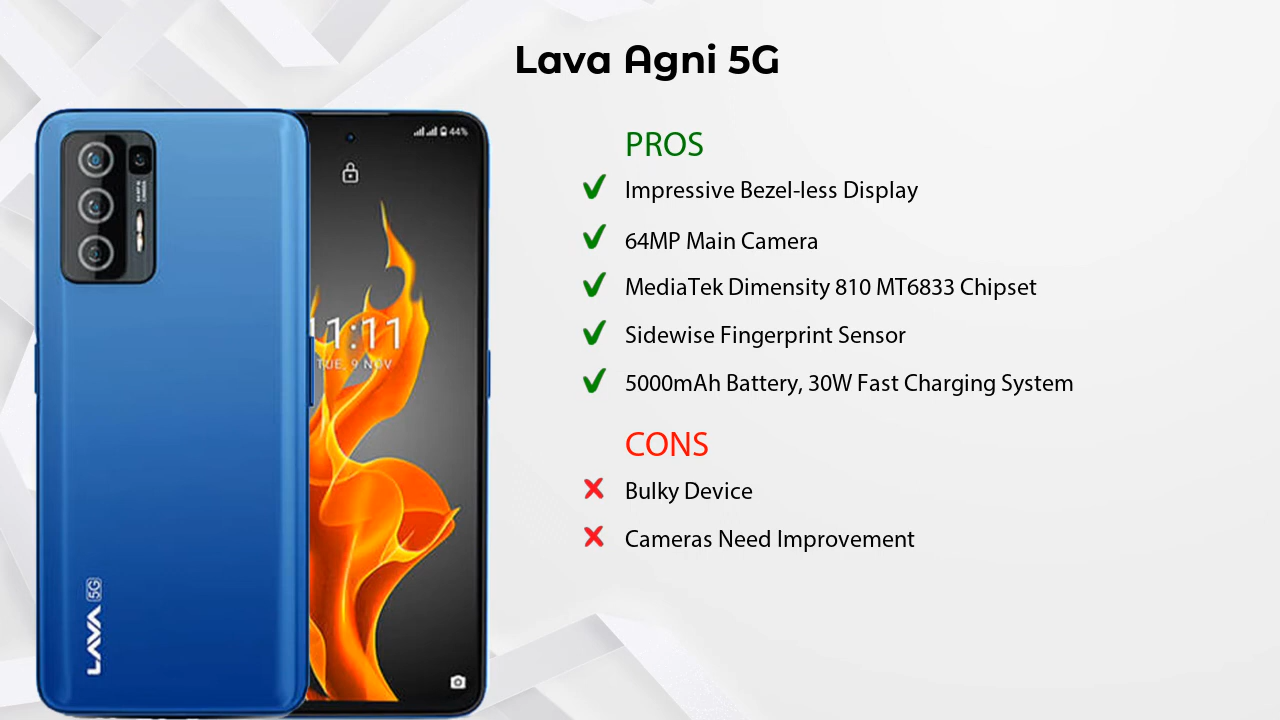 Lava Agni 5G
44%
11:11
TUE, 9 NOV
LAVA 5G
PROS
Impressive Bezel-less Display
64MP Main Camera
MediaTek Dimensity 810 MT6833 Chipset
Sidewise Fingerprint Sensor
5000mAh Battery, 30W Fast Charging System
CONS
Bulky Device
Cameras Need Improvement